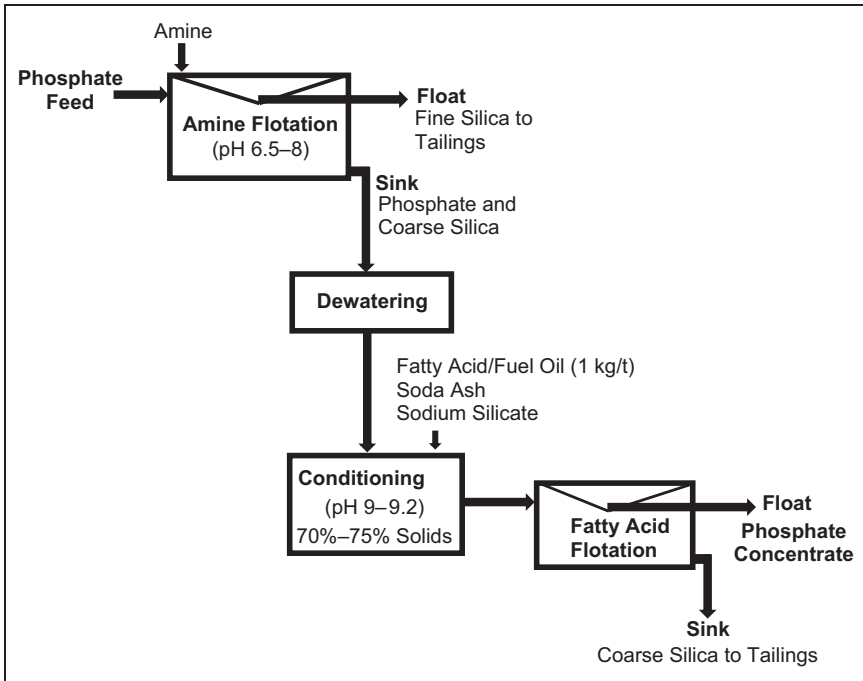 Amine
Phosphate
Feed
Amine Flotation
(pH 6.5–8)
Float
Fine Silica to
Tailings
Sink
Phosphate and
Coarse Silica
Dewatering
Fatty Acid/Fuel Oil (1 kg/t)
Soda Ash
Sodium Silicate
Conditioning
(pH 9–9.2)
70%–75% Solids
Fatty Acid
Flotation
Float
Phosphate
Concentrate
Sink
Coarse Silica to Tailings